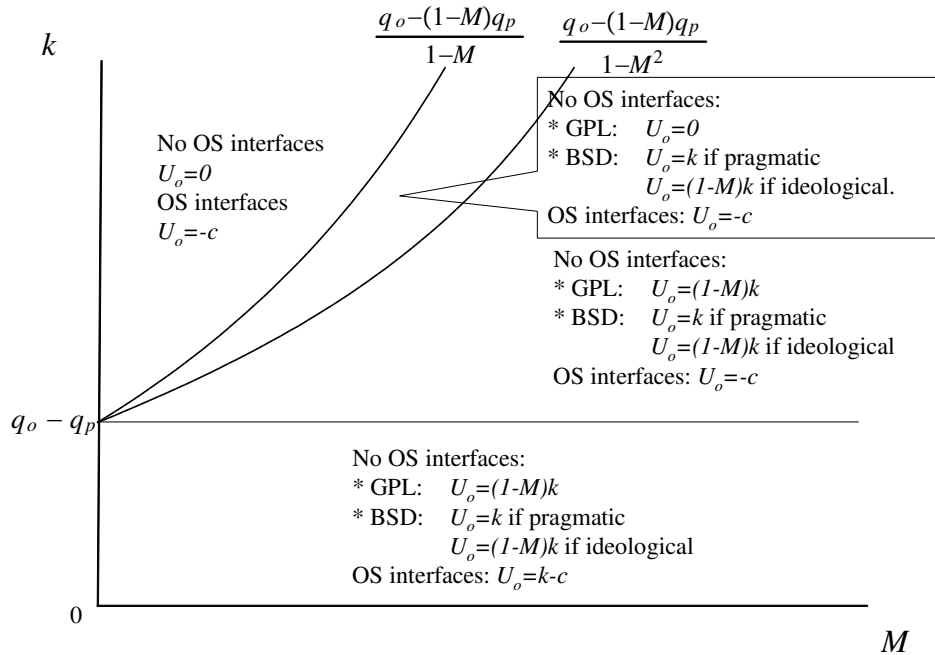 k
q_o–(1–M)q_p
1–M
q_o–(1–M)q_p
1–M²
No OS interfaces
U_o=0
OS interfaces
U_o=-c
No OS interfaces:
* GPL: U_o=0
* BSD: U_o=k if pragmatic
U_o=(1-M)k if ideological.
OS interfaces: U_o=-c
No OS interfaces:
* GPL: U_o=(1-M)k
* BSD: U_o=k if pragmatic
U_o=(1-M)k if ideological
OS interfaces: U_o=-c
q_o − q_p
No OS interfaces:
* GPL: U_o=(1-M)k
* BSD: U_o=k if pragmatic
U_o=(1-M)k if ideological
OS interfaces: U_o=k-c
0
M